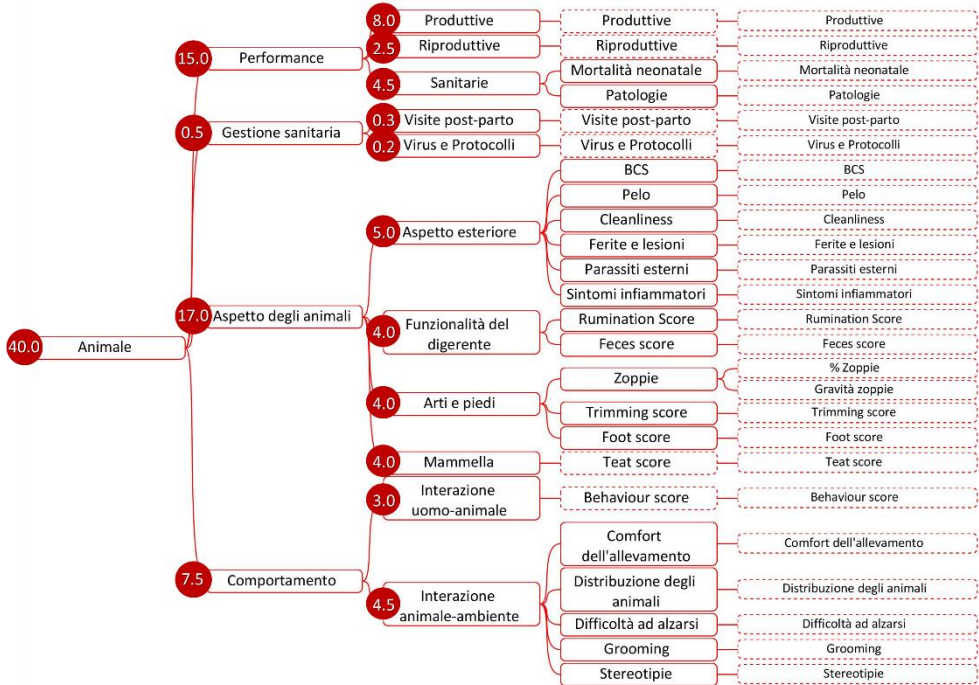 8.0 Produttive Produttive Produttive
2.5 Riproduttive Riproduttive Riproduttive
15.0 Performance
4.5 Sanitarie
Mortalità neonatale Mortalità neonatale
Patologie Patologie
0.3 Visite post-parto Visite post-parto Visite post-parto
0.5 Gestione sanitaria
0.2 Virus e Protocolli Virus e Protocolli Virus e Protocolli
BCS BCS
Pelo Pelo
Cleanliness Cleanliness
5.0 Aspetto esteriore
Ferite e lesioni Ferite e lesioni
Parassiti esterni Parassiti esterni
Sintomi infiammatori Sintomi infiammatori
17.0 Aspetto degli animali
4.0 Funzionalità del
digerente
Rumination Score Rumination Score
Feces score Feces score
40.0 Animale
Zoppie
% Zoppie
Gravità zoppie
4.0 Arti e piedi
Trimming score Trimming score
Foot score Foot score
4.0 Mammella Teat score Teat score
3.0 Interazione
uomo-animale
Behaviour score Behaviour score
Comfort
dell'allevamento
Comfort dell'allevamento
7.5 Comportamento
Distribuzione degli
animali
Distribuzione degli animali
4.5 Interazione
animale-ambiente
Difficoltà ad alzarsi Difficoltà ad alzarsi
Grooming Grooming
Stereotipie Stereotipie